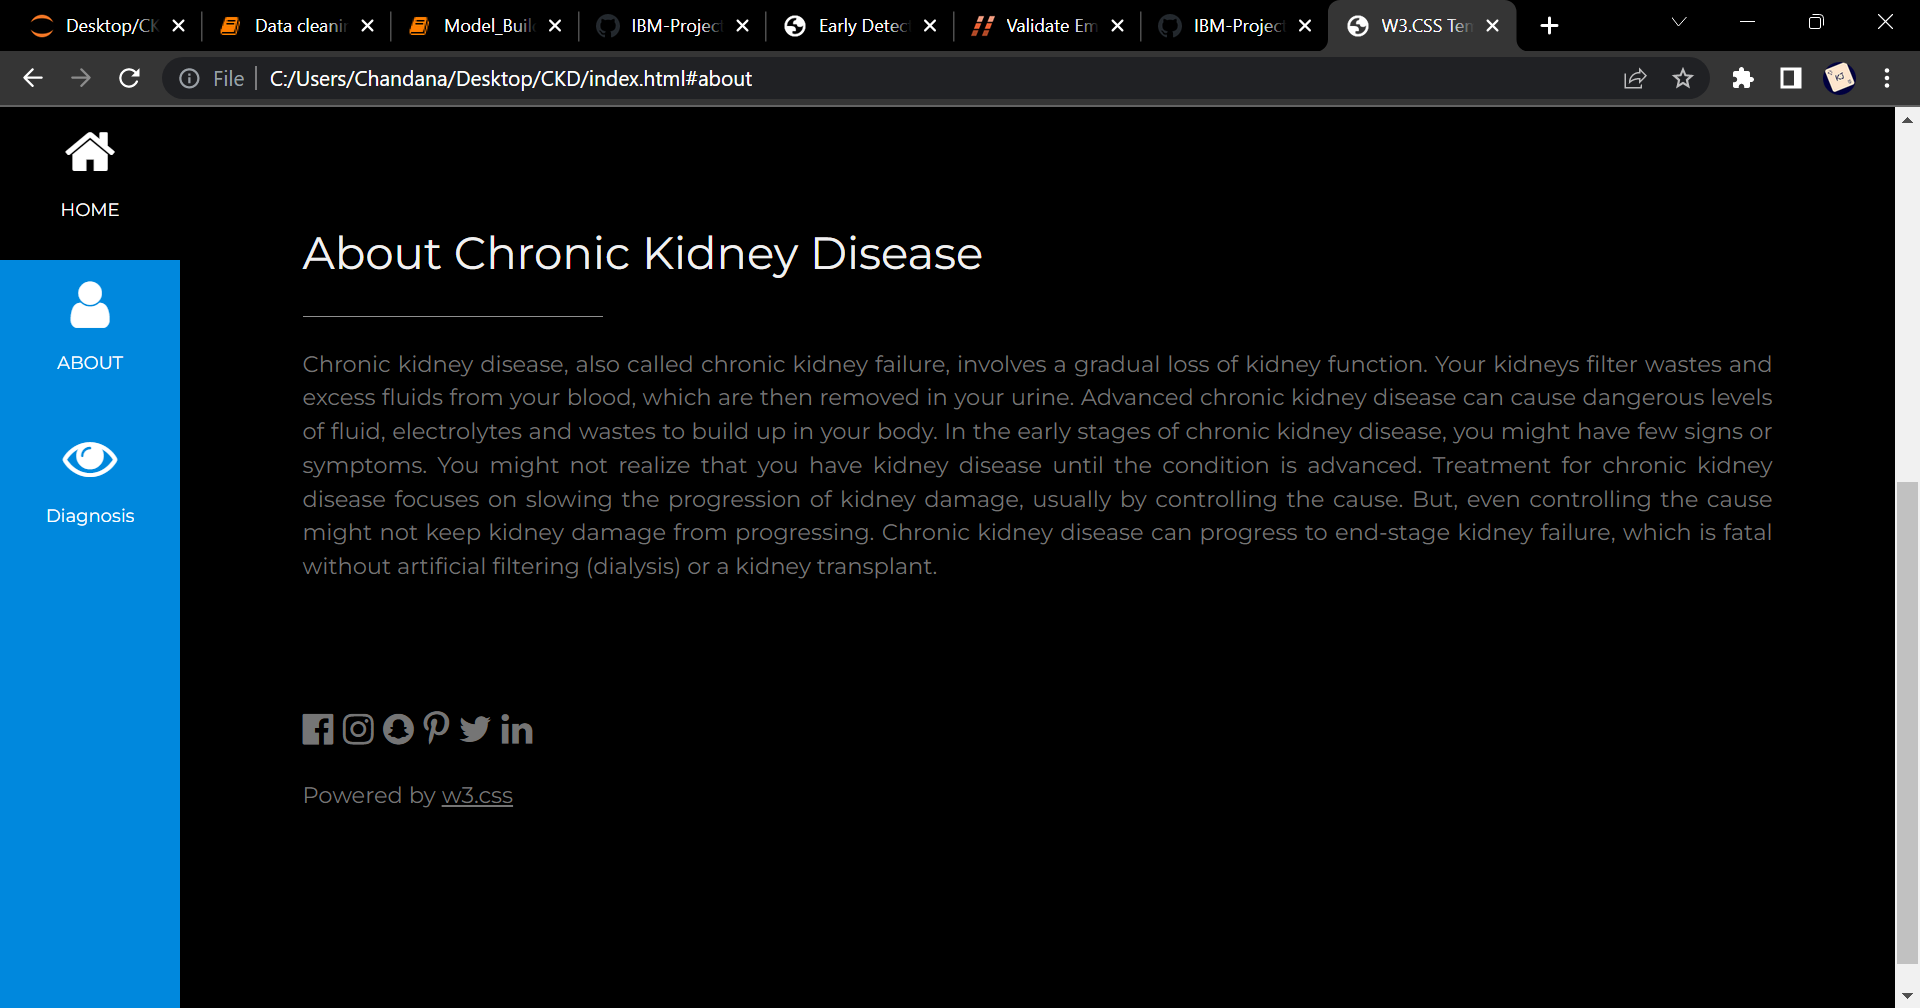 Desktop/CK
Data cleani
Model_Buil
IBM-Project
Early Detec
Validate Em
IBM-Project
W3.CSS Tem
File
C:/Users/Chandana/Desktop/CKD/index.html#about
HOME
ABOUT
Diagnosis
About Chronic Kidney Disease
Chronic kidney disease, also called chronic kidney failure, involves a gradual loss of kidney function. Your kidneys filter wastes and
excess fluids from your blood, which are then removed in your urine. Advanced chronic kidney disease can cause dangerous levels
of fluid, electrolytes and wastes to build up in your body. In the early stages of chronic kidney disease, you might have few signs or
symptoms. You might not realize that you have kidney disease until the condition is advanced. Treatment for chronic kidney
disease focuses on slowing the progression of kidney damage, usually by controlling the cause. But, even controlling the cause
might not keep kidney damage from progressing. Chronic kidney disease can progress to end-stage kidney failure, which is fatal
without artificial filtering (dialysis) or a kidney transplant.
Powered by w3.css